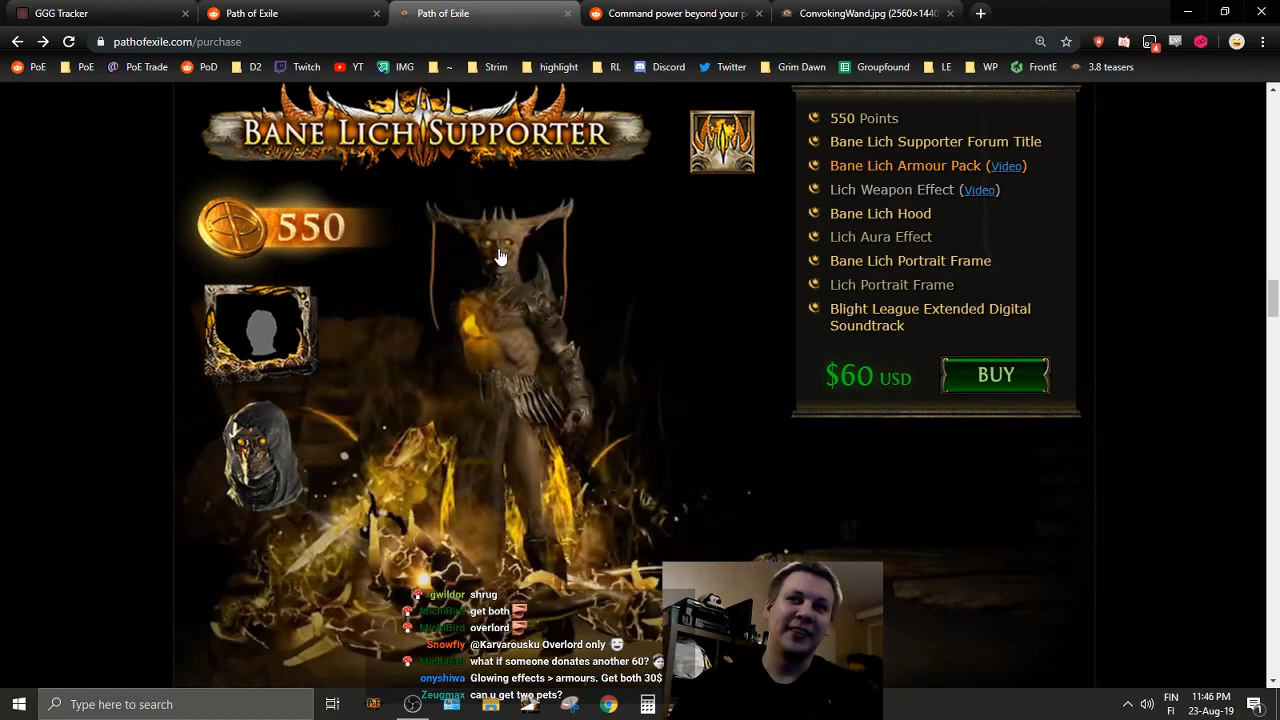 GGG Tracker
Path of Exile
Path of Exile
Command power beyond your p
ConvokingWand.jpg (2560×1440
pathofexile.com/purchase
PoE
PoE
PoE Trade
PoD
D2
Twitch
YT
IMG
~
Strim
highlight
RL
Discord
Twitter
Grim Dawn
Groupfound
LE
WP
FrontE
3.8 teasers
BANE LICH SUPPORTER
550
550 Points
Bane Lich Supporter Forum Title
Bane Lich Armour Pack (Video)
Lich Weapon Effect (Video)
Bane Lich Hood
Lich Aura Effect
Bane Lich Portrait Frame
Lich Portrait Frame
Blight League Extended Digital
Soundtrack
$60 USD
BUY
gwildor shrug
MichiBird get both
MichiBird overlord
Snowfly @Karvarousku Overlord only
MichiBird what if someone donates another 60?
onyshiwa Glowing effects > armours. Get both 30$
Zeugmax can u get two pets?
Type here to search
FIN
FI
11:46 PM
23-Aug-19